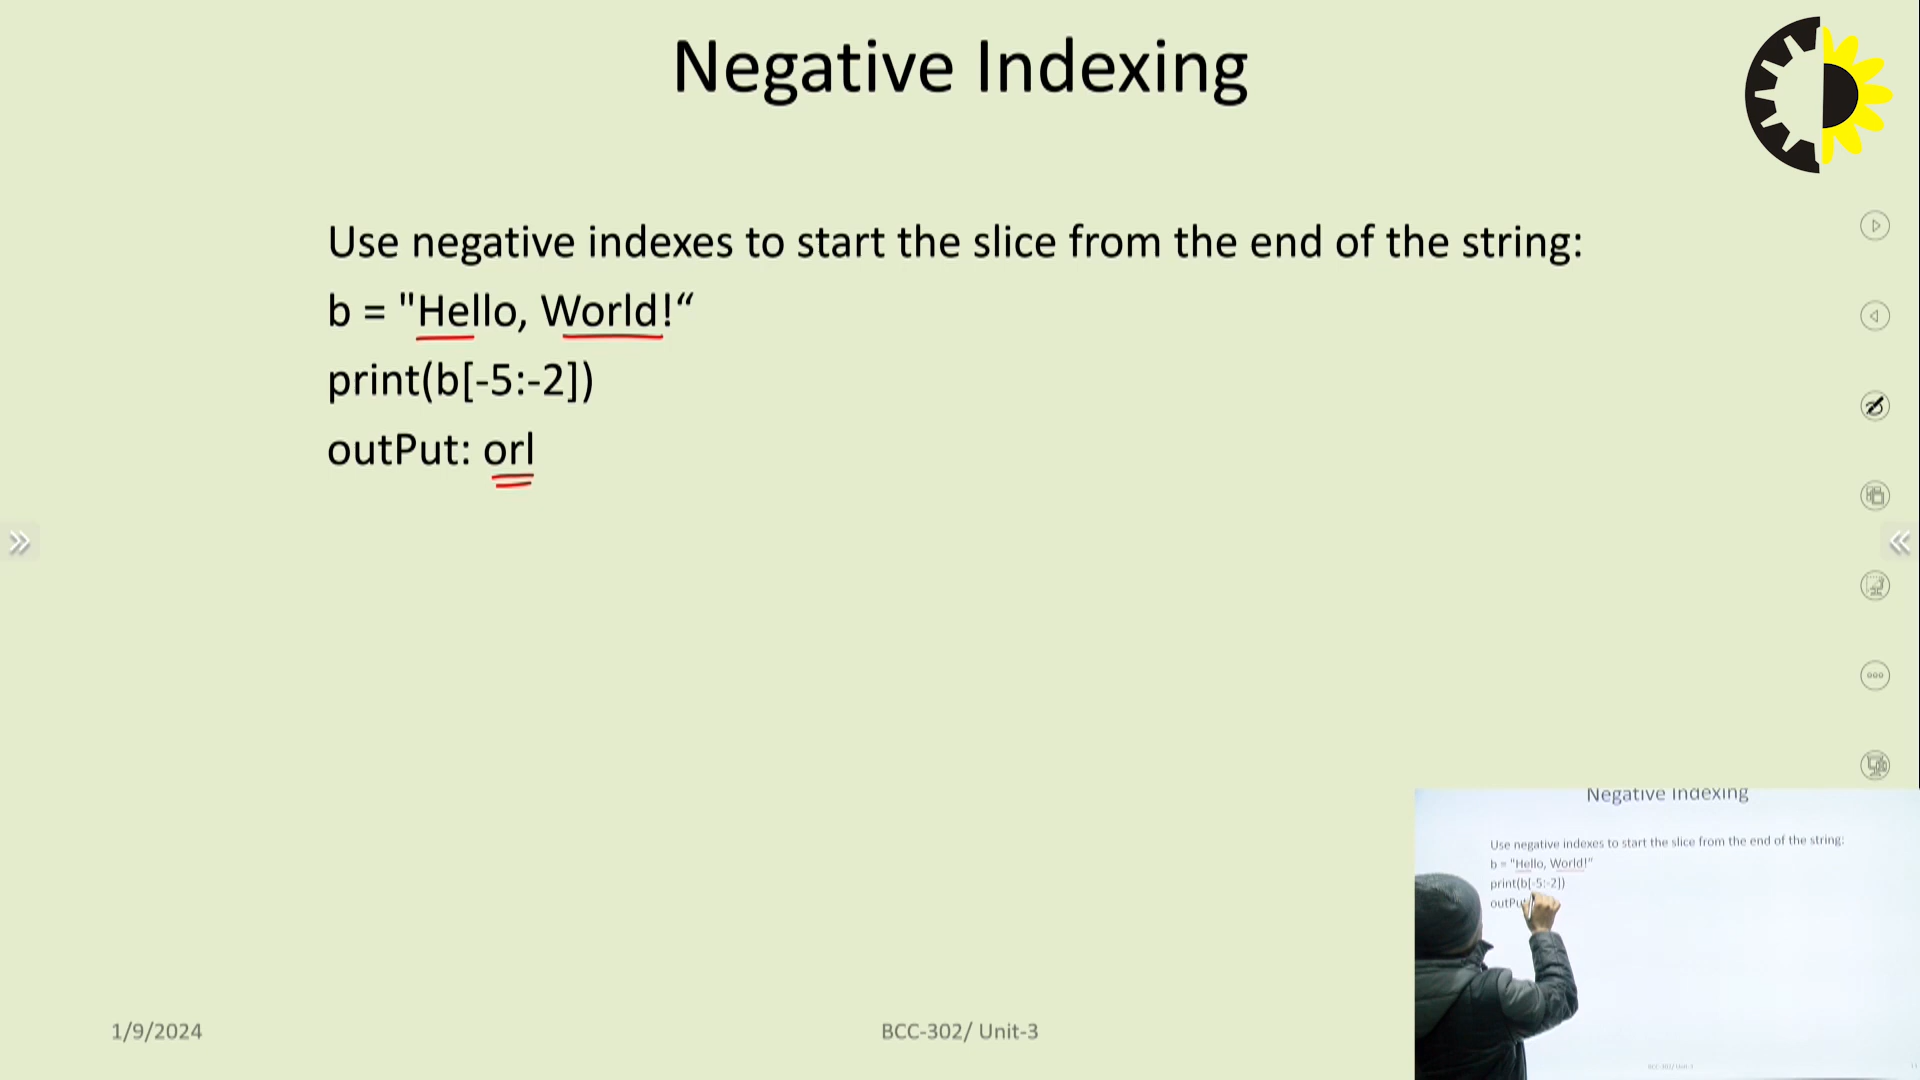 Negative Indexing
Use negative indexes to start the slice from the end of the string:
b = "Hello, World!“
print(b[-5:-2])
outPut: orl
1/9/2024
BCC-302/ Unit-3
Negative Indexing
Use negative indexes to start the slice from the end of the string:
b = "Hello, World!“
print(b[-5:-2])
outPu